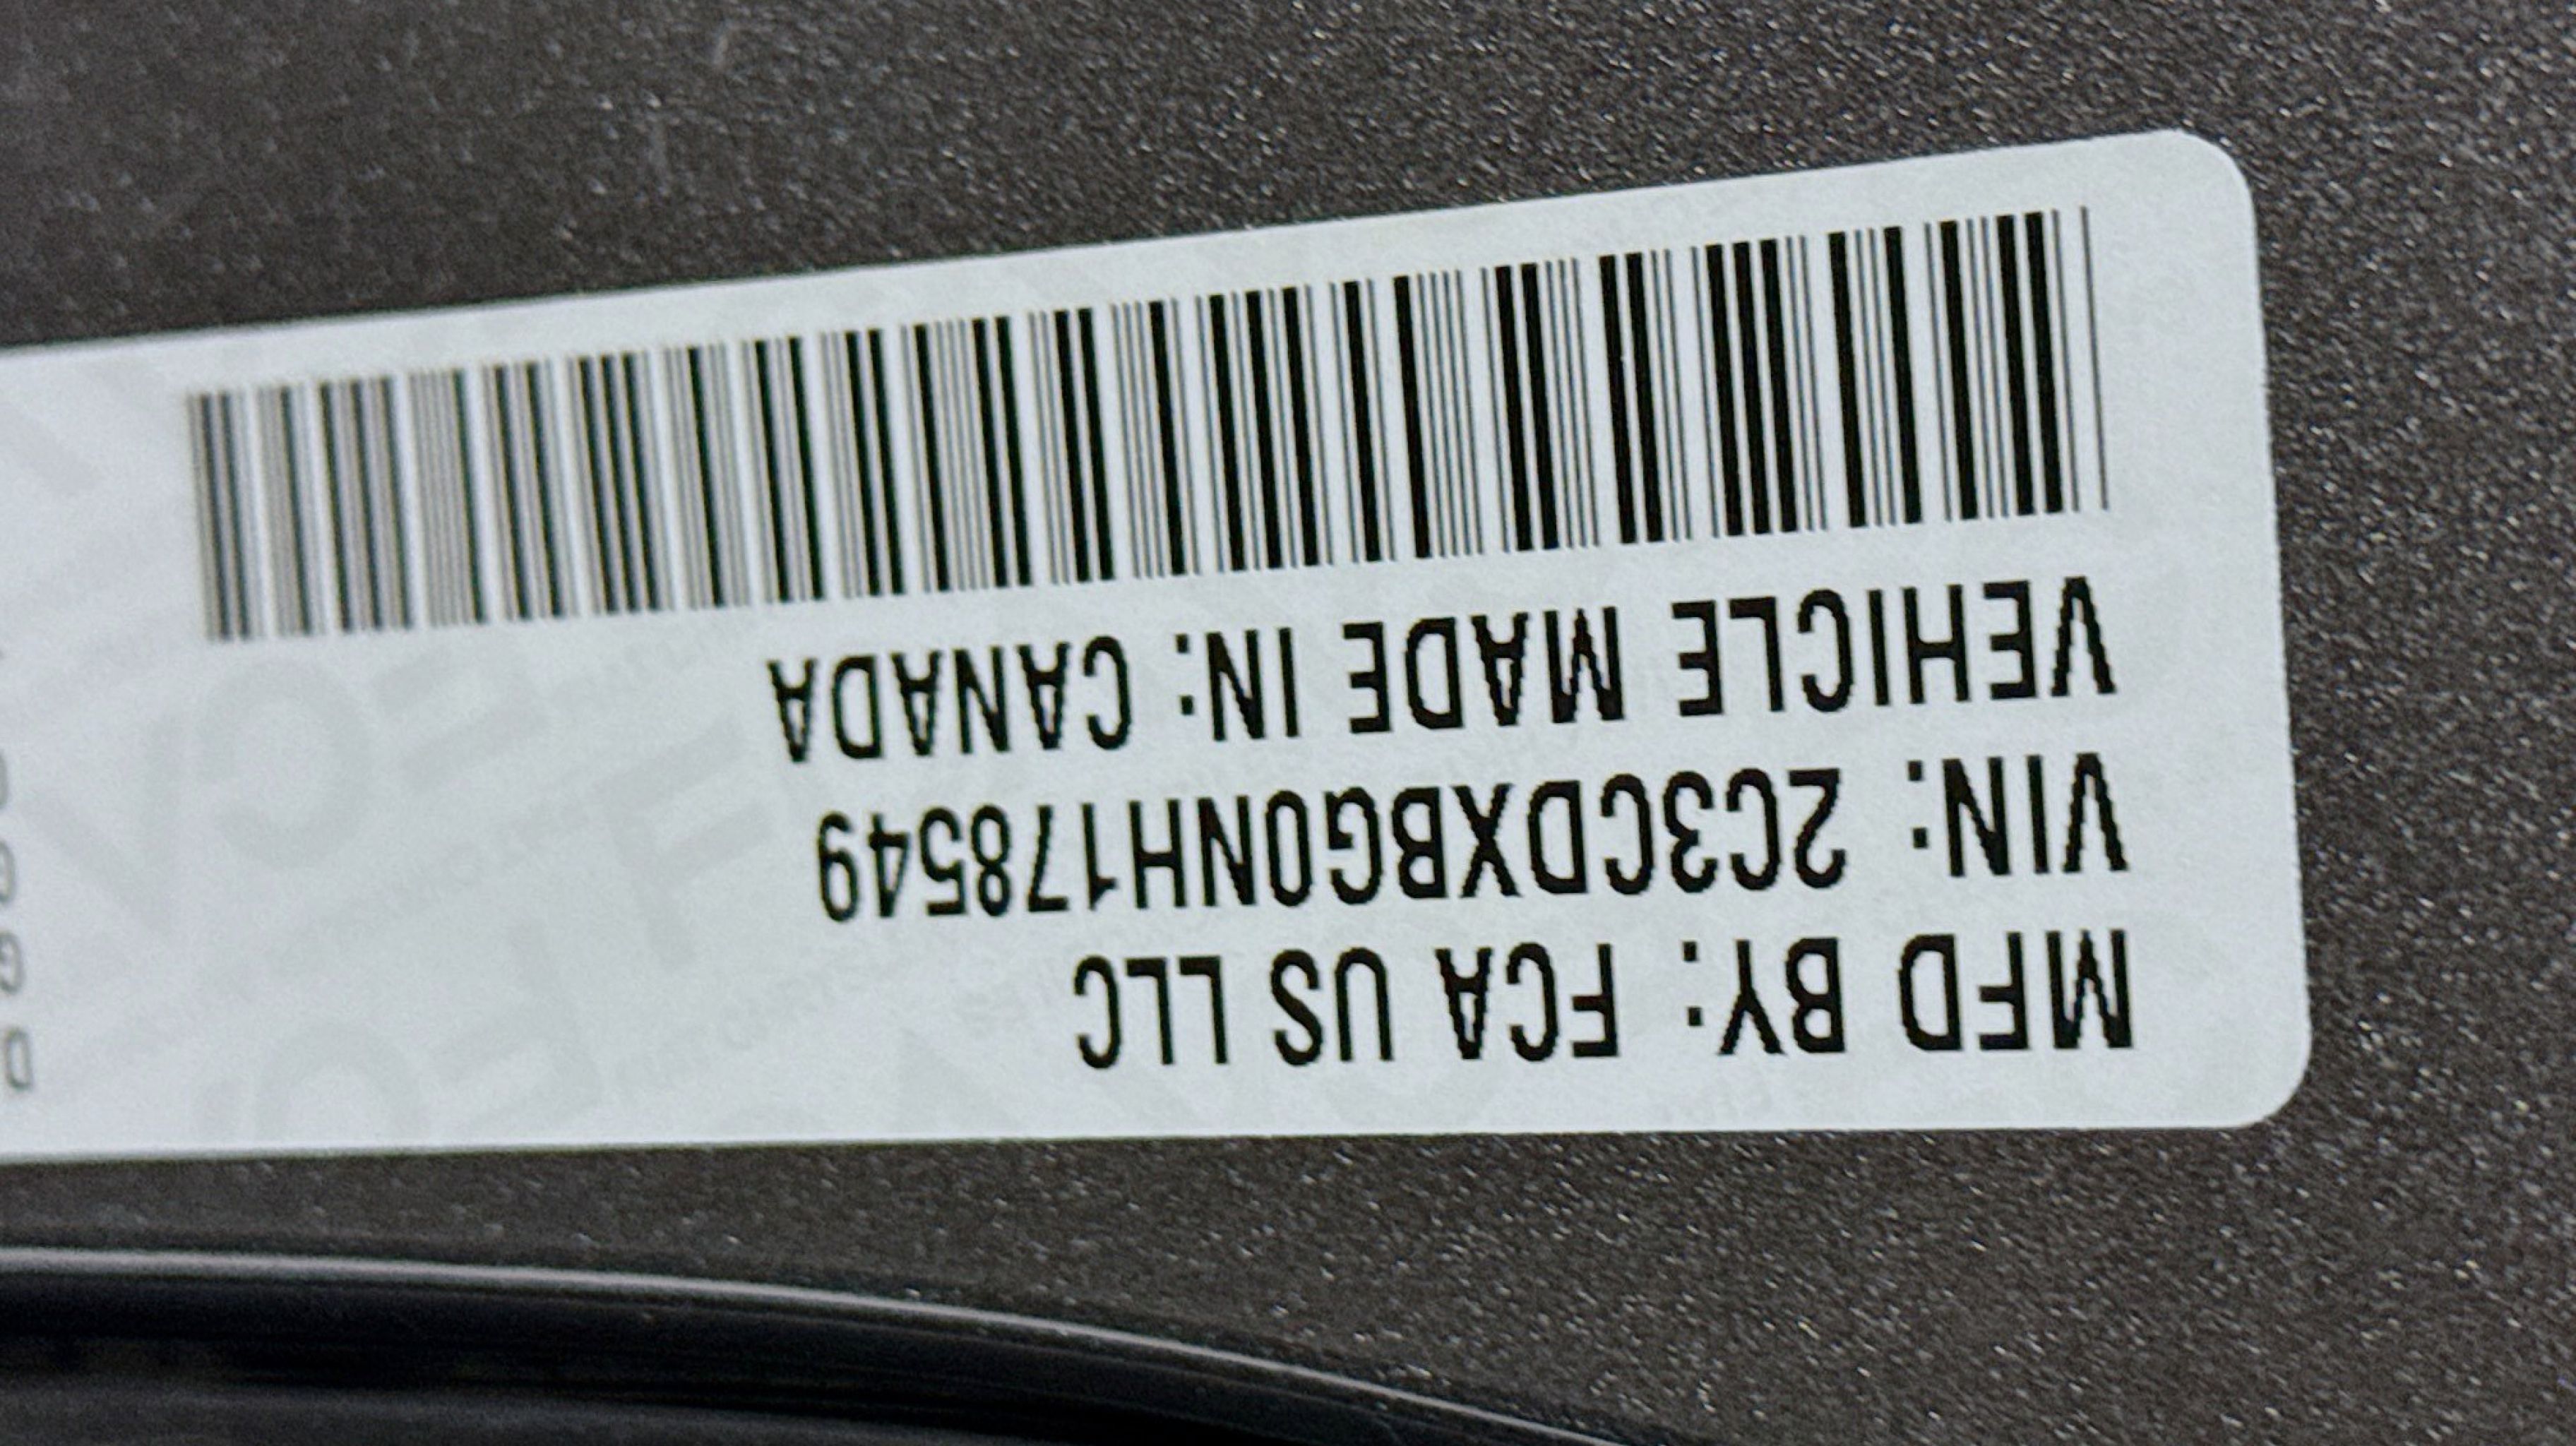 MFD BY: FCA US LLC
VIN: 2C3CDXBG0NH178549
VEHICLE MADE IN: CANADA